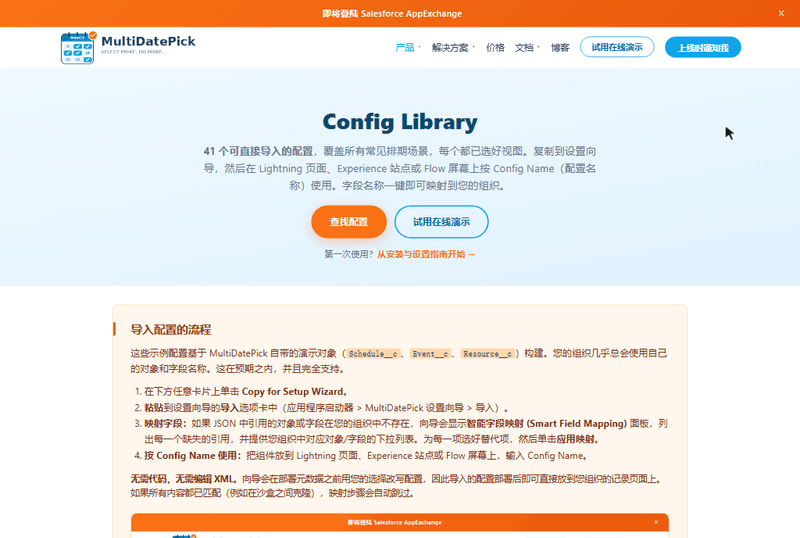 即将登陆 Salesforce AppExchange
×
MultiDatePick
SELECT MORE. DO MORE.
产品
解决方案
价格
文档
博客
试用在线演示
上线时通知我
Config Library
41 个可直接导入的配置，覆盖所有常见排期场景，每个都已选好视图。复制到设置向
导，然后在 Lightning 页面、Experience 站点或 Flow 屏幕上按 Config Name（配置名
称）使用。字段名称一键即可映射到您的组织。
查找配置
试用在线演示
第一次使用？从安装与设置指南开始 →
导入配置的流程
这些示例配置基于 MultiDatePick 自带的演示对象（Schedule__c、Event__c、Resource__c）构建。您的组织几乎总会使用自己
的对象和字段名称。这在预期之内，并且完全支持。
1. 在下方任意卡片上单击 Copy for Setup Wizard。
2. 粘贴到设置向导的导入选项卡中（应用程序启动器 > MultiDatePick 设置向导 > 导入）。
3. 映射字段：如果 JSON 中引用的对象或字段在您的组织中不存在，向导会显示智能字段映射 (Smart Field Mapping) 面板，列
出每一个缺失的引用，并提供您组织中对应对象/字段的下拉列表。为每一项选好替代项，然后单击应用映射。
4. 按 Config Name 使用：把组件放到 Lightning 页面、Experience 站点或 Flow 屏幕上，输入 Config Name。
无需代码，无需编辑 XML。向导会在部署元数据之前用您的选择改写配置，因此导入的配置部署后即可直接放到您组织的记录页面上。
如果所有内容都已匹配（例如在沙盒之间克隆），映射步骤会自动跳过。
即将登陆 Salesforce AppExchange
×